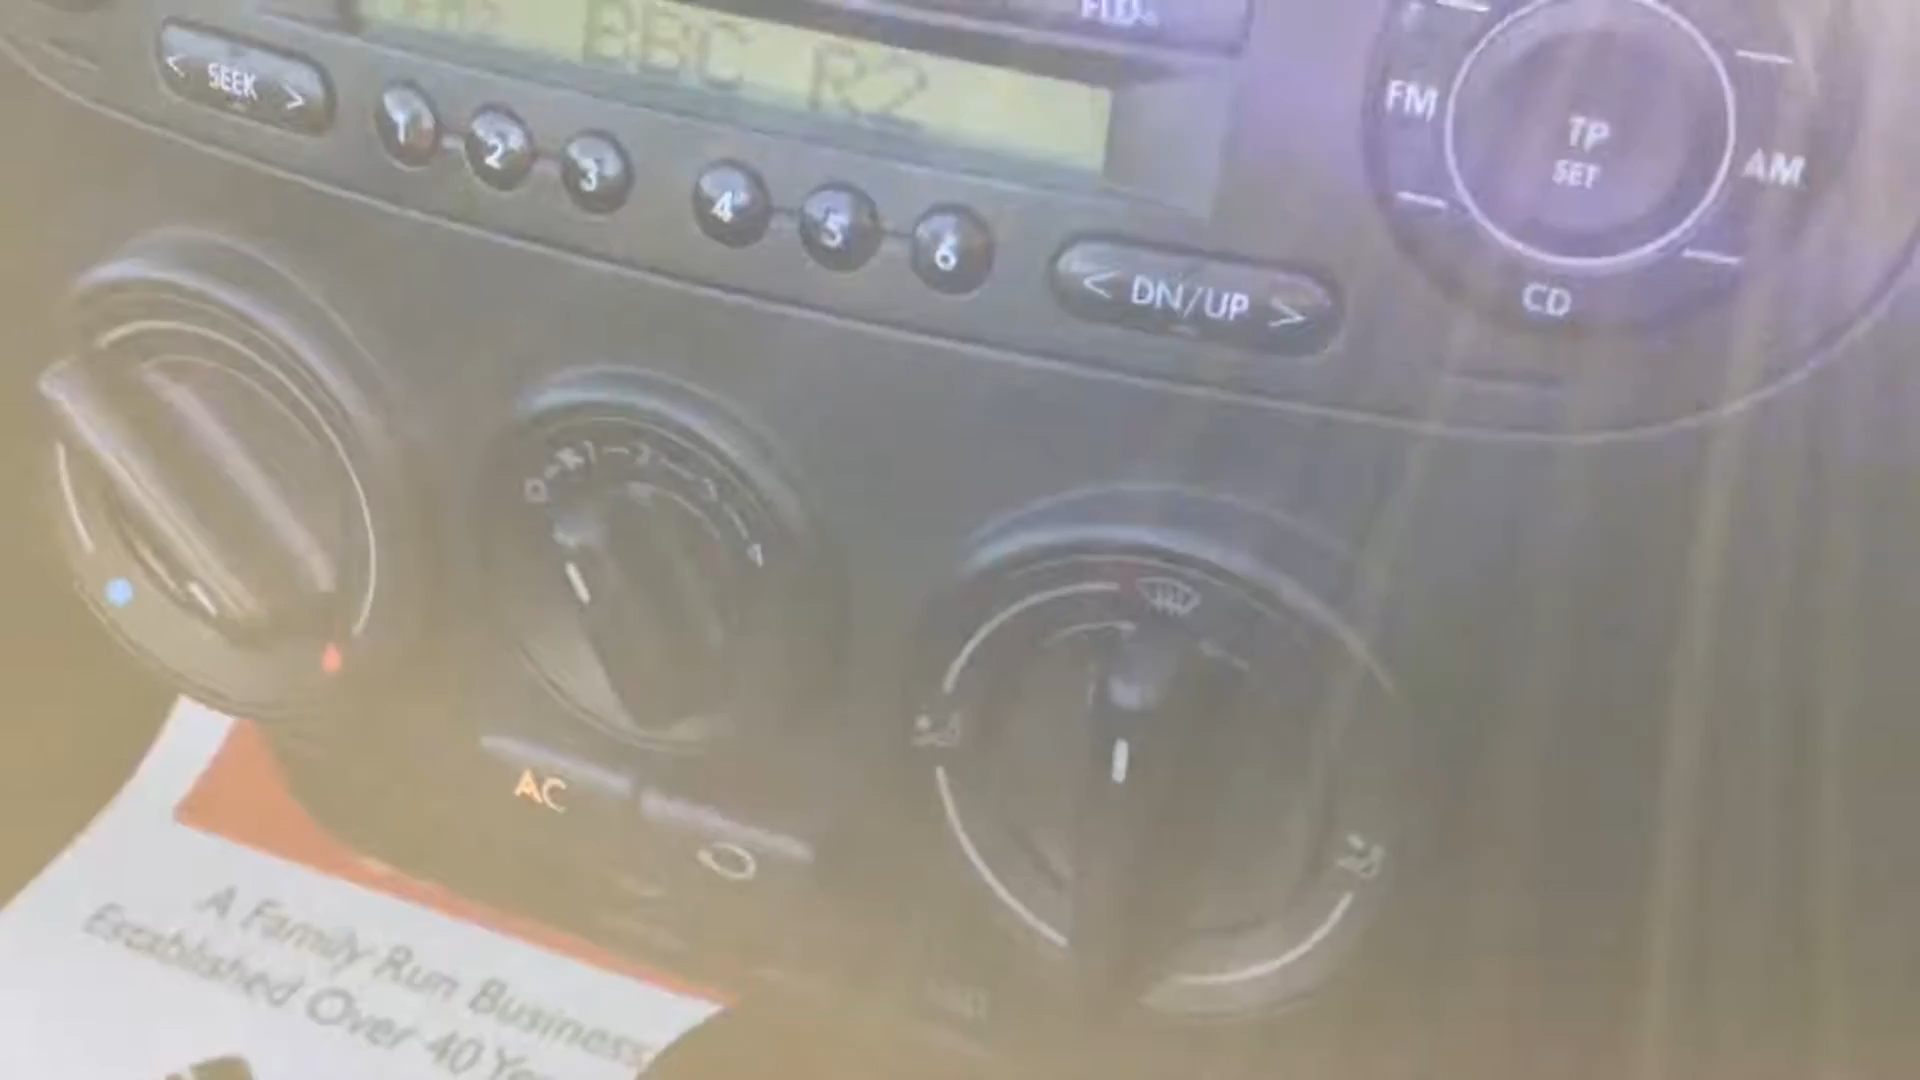 BBC R2
< SEEK >
1 2 3 4 5 6
< DN/UP >
FM
TP
SET
AM
CD
1 2 3 4
AC
A Family Run Business
Established Over 40